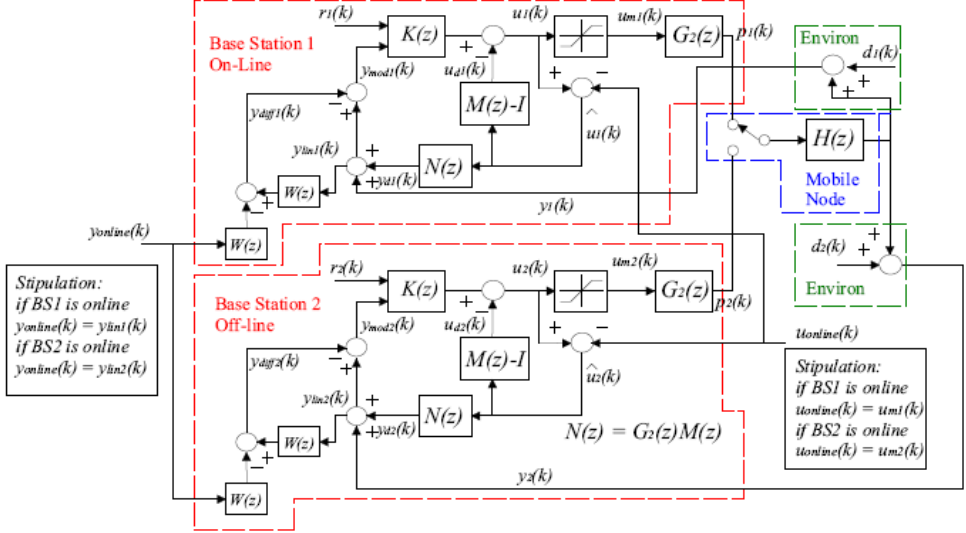 Base Station 1
On-Line
r1(k)
K(z)
u1(k)
um1(k)
G2(z)
p1(k)
+
−
ud1(k)
ymod1(k)
M(z)-I
+
−
^
u1(k)
ydiff1(k)
−
+
ylin1(k)
+
+
yd1(k)
N(z)
W(z)
+
−
W(z)
y1(k)
Environ
d1(k)
+
+
H(z)
Mobile
Node
yonline(k)
Stipulation:
if BS1 is online
yonline(k) = ylin1(k)
if BS2 is online
yonline(k) = ylin2(k)
Base Station 2
Off-line
r2(k)
K(z)
u2(k)
um2(k)
G2(z)
p2(k)
+
−
ud2(k)
ymod2(k)
M(z)-I
+
−
^
u2(k)
ydiff2(k)
−
+
ylin2(k)
+
+
yd2(k)
N(z)
W(z)
+
−
W(z)
N(z) = G2(z)M(z)
y2(k)
d2(k)
+
+
Environ
uonline(k)
Stipulation:
if BS1 is online
uonline(k) = um1(k)
if BS2 is online
uonline(k) = um2(k)